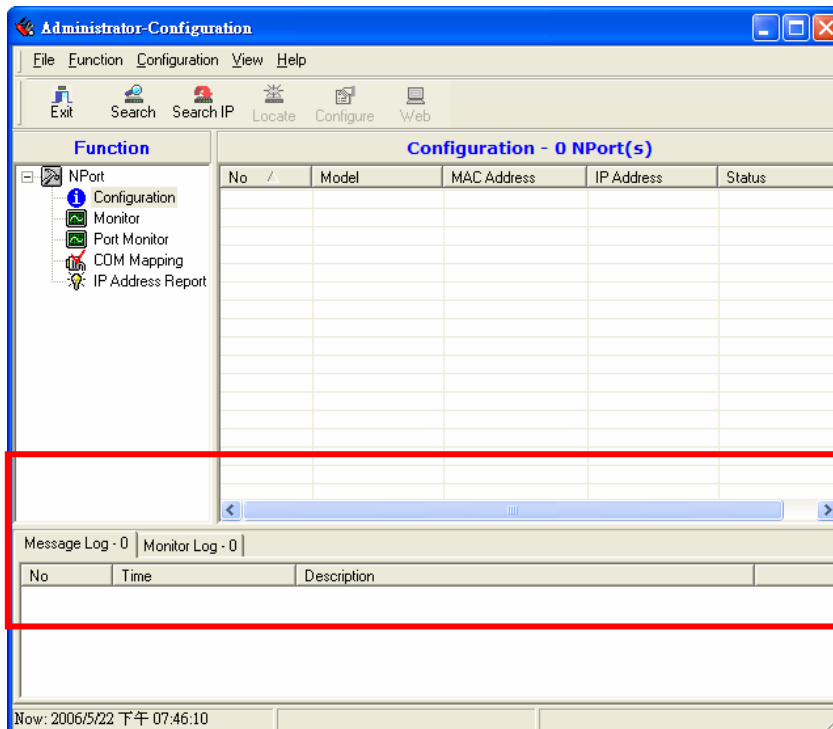 Administrator-Configuration
File Function Configuration View Help
Exit Search Search IP Locate Configure Web
Function
Configuration - 0 NPort(s)
NPort
Configuration
Monitor
Port Monitor
COM Mapping
IP Address Report
No Model MAC Address IP Address Status
Message Log - 0 Monitor Log - 0
No Time Description
Now: 2006/5/22 下午 07:46:10